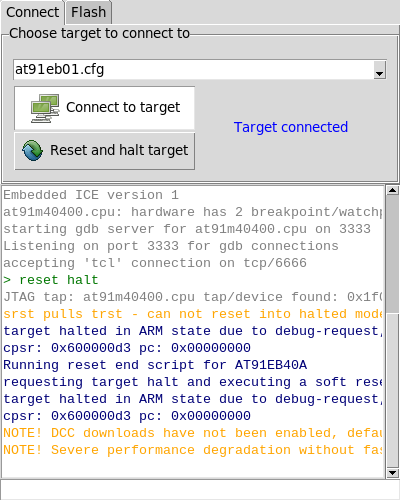 Connect Flash
Choose target to connect to
at91eb01.cfg
Connect to target
Target connected
Reset and halt target
Embedded ICE version 1
at91m40400.cpu: hardware has 2 breakpoint/watchp
starting gdb server for at91m40400.cpu on 3333
Listening on port 3333 for gdb connections
accepting 'tcl' connection on tcp/6666
> reset halt
JTAG tap: at91m40400.cpu tap/device found: 0x1f0
srst pulls trst - can not reset into halted mode
target halted in ARM state due to debug-request,
cpsr: 0x600000d3 pc: 0x00000000
Running reset end script for AT91EB40A
requesting target halt and executing a soft rese
target halted in ARM state due to debug-request,
cpsr: 0x600000d3 pc: 0x00000000
NOTE! DCC downloads have not been enabled, defau
NOTE! Severe performance degradation without fas